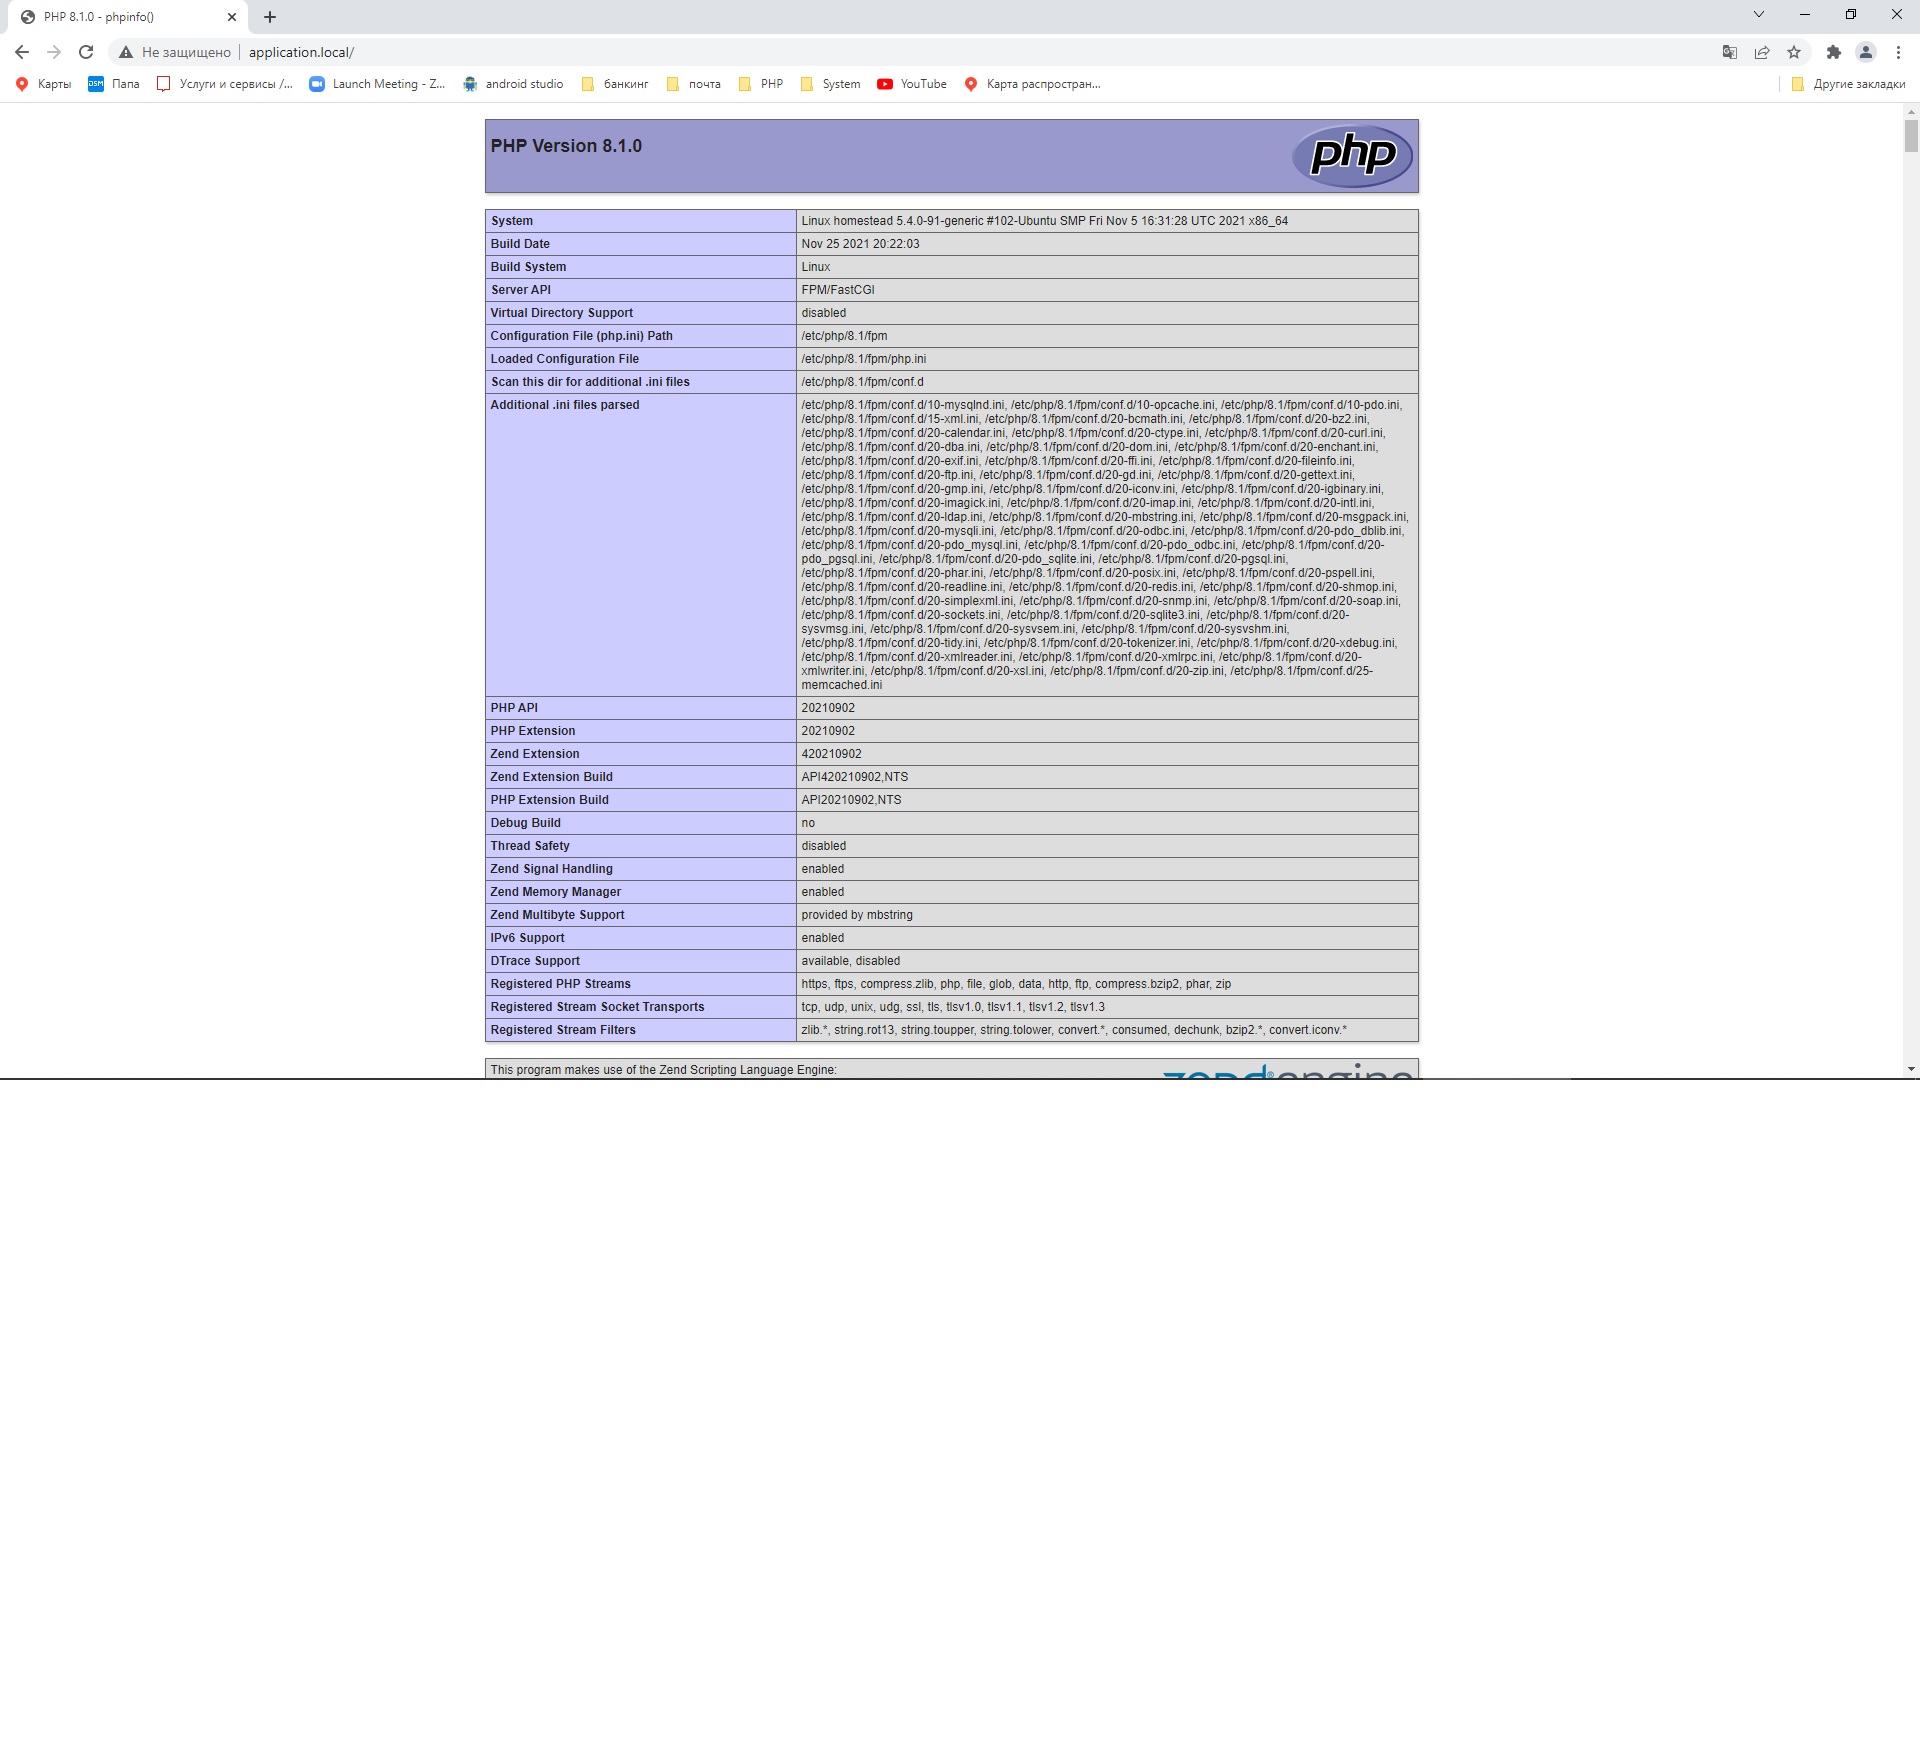 PHP 8.1.0 - phpinfo()
Не защищено application.local/
Карты DSM Папа Услуги и сервисы /... Launch Meeting - Z... android studio банкинг почта PHP System YouTube Карта распростран... Другие закладки
PHP Version 8.1.0
php
System Linux homestead 5.4.0-91-generic #102-Ubuntu SMP Fri Nov 5 16:31:28 UTC 2021 x86_64
Build Date Nov 25 2021 20:22:03
Build System Linux
Server API FPM/FastCGI
Virtual Directory Support disabled
Configuration File (php.ini) Path /etc/php/8.1/fpm
Loaded Configuration File /etc/php/8.1/fpm/php.ini
Scan this dir for additional .ini files /etc/php/8.1/fpm/conf.d
Additional .ini files parsed /etc/php/8.1/fpm/conf.d/10-mysqlnd.ini, /etc/php/8.1/fpm/conf.d/10-opcache.ini, /etc/php/8.1/fpm/conf.d/10-pdo.ini,
/etc/php/8.1/fpm/conf.d/15-xml.ini, /etc/php/8.1/fpm/conf.d/20-bcmath.ini, /etc/php/8.1/fpm/conf.d/20-bz2.ini,
/etc/php/8.1/fpm/conf.d/20-calendar.ini, /etc/php/8.1/fpm/conf.d/20-ctype.ini, /etc/php/8.1/fpm/conf.d/20-curl.ini,
/etc/php/8.1/fpm/conf.d/20-dba.ini, /etc/php/8.1/fpm/conf.d/20-dom.ini, /etc/php/8.1/fpm/conf.d/20-enchant.ini,
/etc/php/8.1/fpm/conf.d/20-exif.ini, /etc/php/8.1/fpm/conf.d/20-ffi.ini, /etc/php/8.1/fpm/conf.d/20-fileinfo.ini,
/etc/php/8.1/fpm/conf.d/20-ftp.ini, /etc/php/8.1/fpm/conf.d/20-gd.ini, /etc/php/8.1/fpm/conf.d/20-gettext.ini,
/etc/php/8.1/fpm/conf.d/20-gmp.ini, /etc/php/8.1/fpm/conf.d/20-iconv.ini, /etc/php/8.1/fpm/conf.d/20-igbinary.ini,
/etc/php/8.1/fpm/conf.d/20-imagick.ini, /etc/php/8.1/fpm/conf.d/20-imap.ini, /etc/php/8.1/fpm/conf.d/20-intl.ini,
/etc/php/8.1/fpm/conf.d/20-ldap.ini, /etc/php/8.1/fpm/conf.d/20-mbstring.ini, /etc/php/8.1/fpm/conf.d/20-msgpack.ini,
/etc/php/8.1/fpm/conf.d/20-mysqli.ini, /etc/php/8.1/fpm/conf.d/20-odbc.ini, /etc/php/8.1/fpm/conf.d/20-pdo_dblib.ini,
/etc/php/8.1/fpm/conf.d/20-pdo_mysql.ini, /etc/php/8.1/fpm/conf.d/20-pdo_odbc.ini, /etc/php/8.1/fpm/conf.d/20-
pdo_pgsql.ini, /etc/php/8.1/fpm/conf.d/20-pdo_sqlite.ini, /etc/php/8.1/fpm/conf.d/20-pgsql.ini,
/etc/php/8.1/fpm/conf.d/20-phar.ini, /etc/php/8.1/fpm/conf.d/20-posix.ini, /etc/php/8.1/fpm/conf.d/20-pspell.ini,
/etc/php/8.1/fpm/conf.d/20-readline.ini, /etc/php/8.1/fpm/conf.d/20-redis.ini, /etc/php/8.1/fpm/conf.d/20-shmop.ini,
/etc/php/8.1/fpm/conf.d/20-simplexml.ini, /etc/php/8.1/fpm/conf.d/20-snmp.ini, /etc/php/8.1/fpm/conf.d/20-soap.ini,
/etc/php/8.1/fpm/conf.d/20-sockets.ini, /etc/php/8.1/fpm/conf.d/20-sqlite3.ini, /etc/php/8.1/fpm/conf.d/20-
sysvmsg.ini, /etc/php/8.1/fpm/conf.d/20-sysvsem.ini, /etc/php/8.1/fpm/conf.d/20-sysvshm.ini,
/etc/php/8.1/fpm/conf.d/20-tidy.ini, /etc/php/8.1/fpm/conf.d/20-tokenizer.ini, /etc/php/8.1/fpm/conf.d/20-xdebug.ini,
/etc/php/8.1/fpm/conf.d/20-xmlreader.ini, /etc/php/8.1/fpm/conf.d/20-xmlrpc.ini, /etc/php/8.1/fpm/conf.d/20-
xmlwriter.ini, /etc/php/8.1/fpm/conf.d/20-xsl.ini, /etc/php/8.1/fpm/conf.d/20-zip.ini, /etc/php/8.1/fpm/conf.d/25-
memcached.ini
PHP API 20210902
PHP Extension 20210902
Zend Extension 420210902
Zend Extension Build API420210902,NTS
PHP Extension Build API20210902,NTS
Debug Build no
Thread Safety disabled
Zend Signal Handling enabled
Zend Memory Manager enabled
Zend Multibyte Support provided by mbstring
IPv6 Support enabled
DTrace Support available, disabled
Registered PHP Streams https, ftps, compress.zlib, php, file, glob, data, http, ftp, compress.bzip2, phar, zip
Registered Stream Socket Transports tcp, udp, unix, udg, ssl, tls, tlsv1.0, tlsv1.1, tlsv1.2, tlsv1.3
Registered Stream Filters zlib.*, string.rot13, string.toupper, string.tolower, convert.*, consumed, dechunk, bzip2.*, convert.iconv.*
This program makes use of the Zend Scripting Language Engine:
zend engine